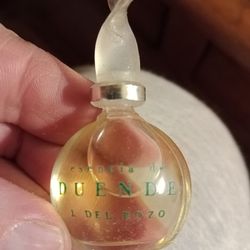 esencia de
DUENDE
J. DEL POZO